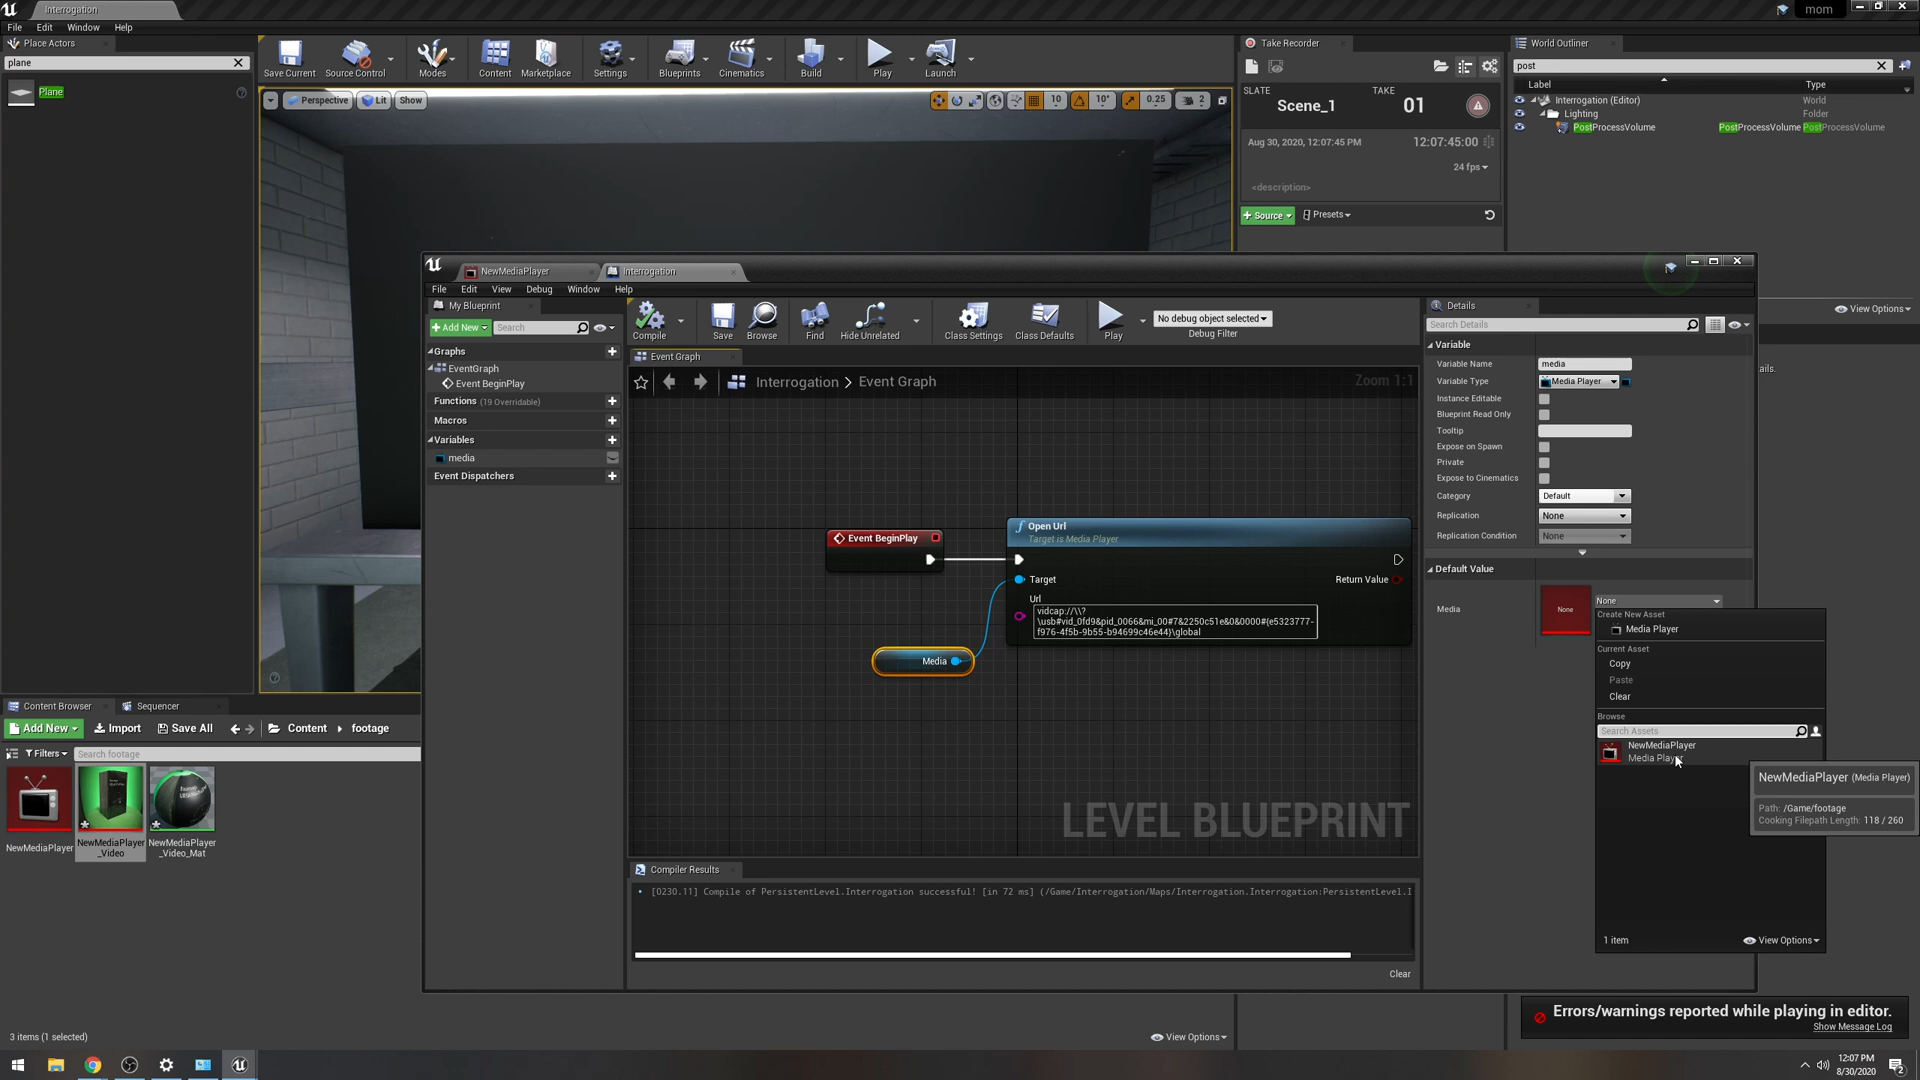 Interrogation
mom
File Edit Window Help
Place Actors
plane
Plane
Save Current
Source Control
Modes
Content
Marketplace
Settings
Blueprints
Cinematics
Build
Play
Launch
Perspective
Lit
Show
10
10°
0.25
2
Take Recorder
SLATE
Scene_1
TAKE
01
Aug 30, 2020, 12:07:45 PM
12:07:45:00
24 fps
<description>
+ Source
Presets
World Outliner
post
Label
Type
Interrogation (Editor)
World
Lighting
Folder
PostProcessVolume
PostProcessVolume
PostProcessVolume
View Options
ails.
NewMediaPlayer
Interrogation
File Edit View Debug Window Help
My Blueprint
+ Add New
Search
Graphs
EventGraph
Event BeginPlay
Functions (19 Overridable)
Macros
Variables
media
Event Dispatchers
Compile
Save
Browse
Find
Hide Unrelated
Class Settings
Class Defaults
Play
No debug object selected
Debug Filter
Event Graph
Interrogation > Event Graph
Zoom 1:1
Event BeginPlay
Open Url
Target is Media Player
Target
Return Value
Url
vidcap://\\?
\usb#vid_0fd9&pid_0066&mi_00#7&2250c51e&0&0000#{e5323777-
f976-4f5b-9b55-b94699c46e44}\global
Media
LEVEL BLUEPRINT
Compiler Results
[0230.11] Compile of PersistentLevel.Interrogation successful! [in 72 ms] (/Game/Interrogation/Maps/Interrogation.Interrogation:PersistentLevel.I
Clear
Details
Search Details
Variable
Variable Name
media
Variable Type
Media Player
Instance Editable
Blueprint Read Only
Tooltip
Expose on Spawn
Private
Expose to Cinematics
Category
Default
Replication
None
Replication Condition
None
Default Value
Media
None
None
Create New Asset
Media Player
Current Asset
Copy
Paste
Clear
Browse
Search Assets
NewMediaPlayer
Media Player
1 item
View Options
NewMediaPlayer (Media Player)
Path: /Game/footage
Cooking Filepath Length: 118 / 260
Content Browser
Sequencer
Add New
Import
Save All
Content
footage
Filters
Search footage
NewMediaPlayer
NewMediaPlayer
_Video
NewMediaPlayer
_Video_Mat
3 items (1 selected)
View Options
Errors/warnings reported while playing in editor.
Show Message Log
12:07 PM
8/30/2020
2